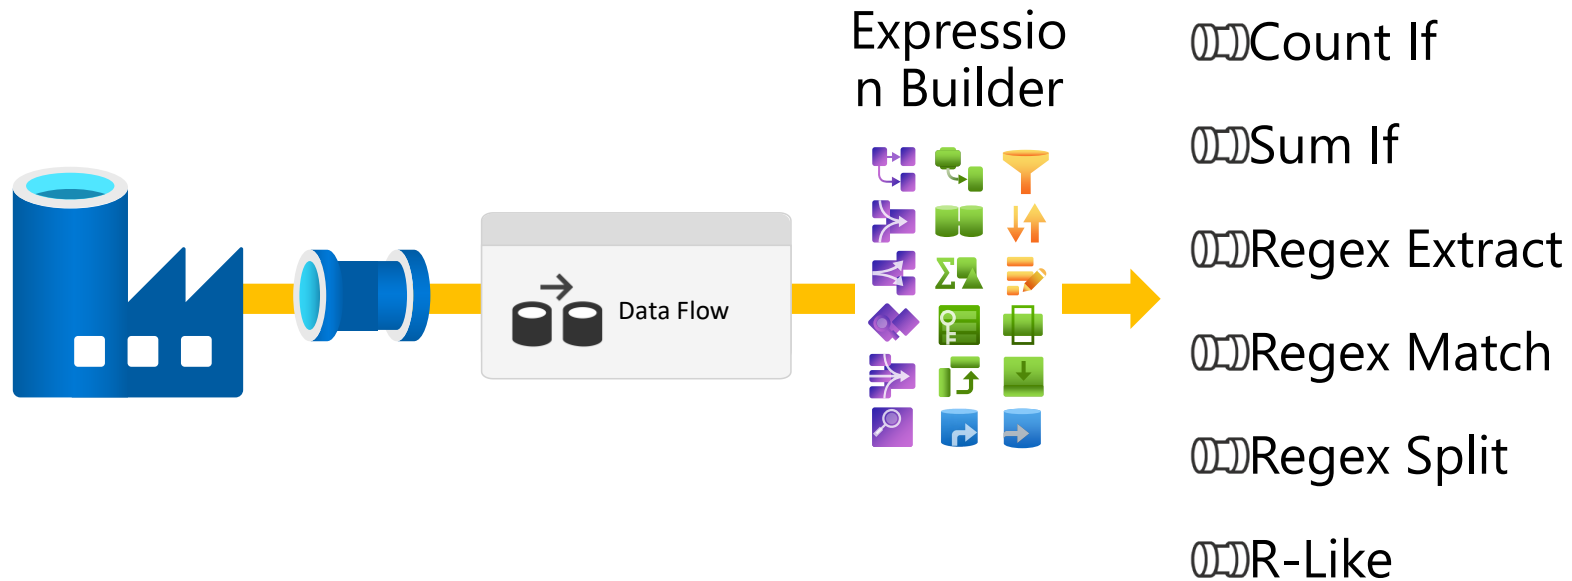 Expressio
n Builder
Data Flow
Count If
Sum If
Regex Extract
Regex Match
Regex Split
R-Like